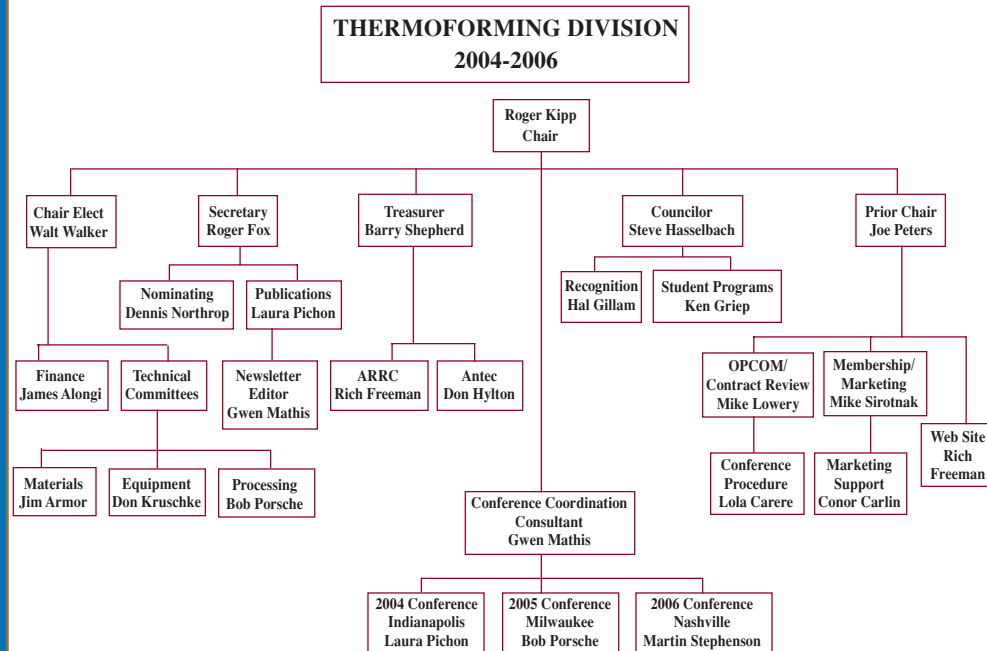 THERMOFORMING DIVISION
2004-2006
Roger Kipp
Chair
Chair Elect
Walt Walker
Secretary
Roger Fox
Treasurer
Barry Shepherd
Councilor
Steve Hasselbach
Prior Chair
Joe Peters
Nominating
Dennis Northrop
Publications
Laura Pichon
Recognition
Hal Gillam
Student Programs
Ken Griep
Finance
James Alongi
Technical
Committees
Newsletter
Editor
Gwen Mathis
ARRC
Rich Freeman
Antec
Don Hylton
OPCOM/
Contract Review
Mike Lowery
Membership/
Marketing
Mike Sirotnak
Web Site
Rich
Freeman
Materials
Jim Armor
Equipment
Don Kruschke
Processing
Bob Porsche
Conference
Procedure
Lola Carere
Marketing
Support
Conor Carlin
Conference Coordination
Consultant
Gwen Mathis
2004 Conference
Indianapolis
Laura Pichon
2005 Conference
Milwaukee
Bob Porsche
2006 Conference
Nashville
Martin Stephenson